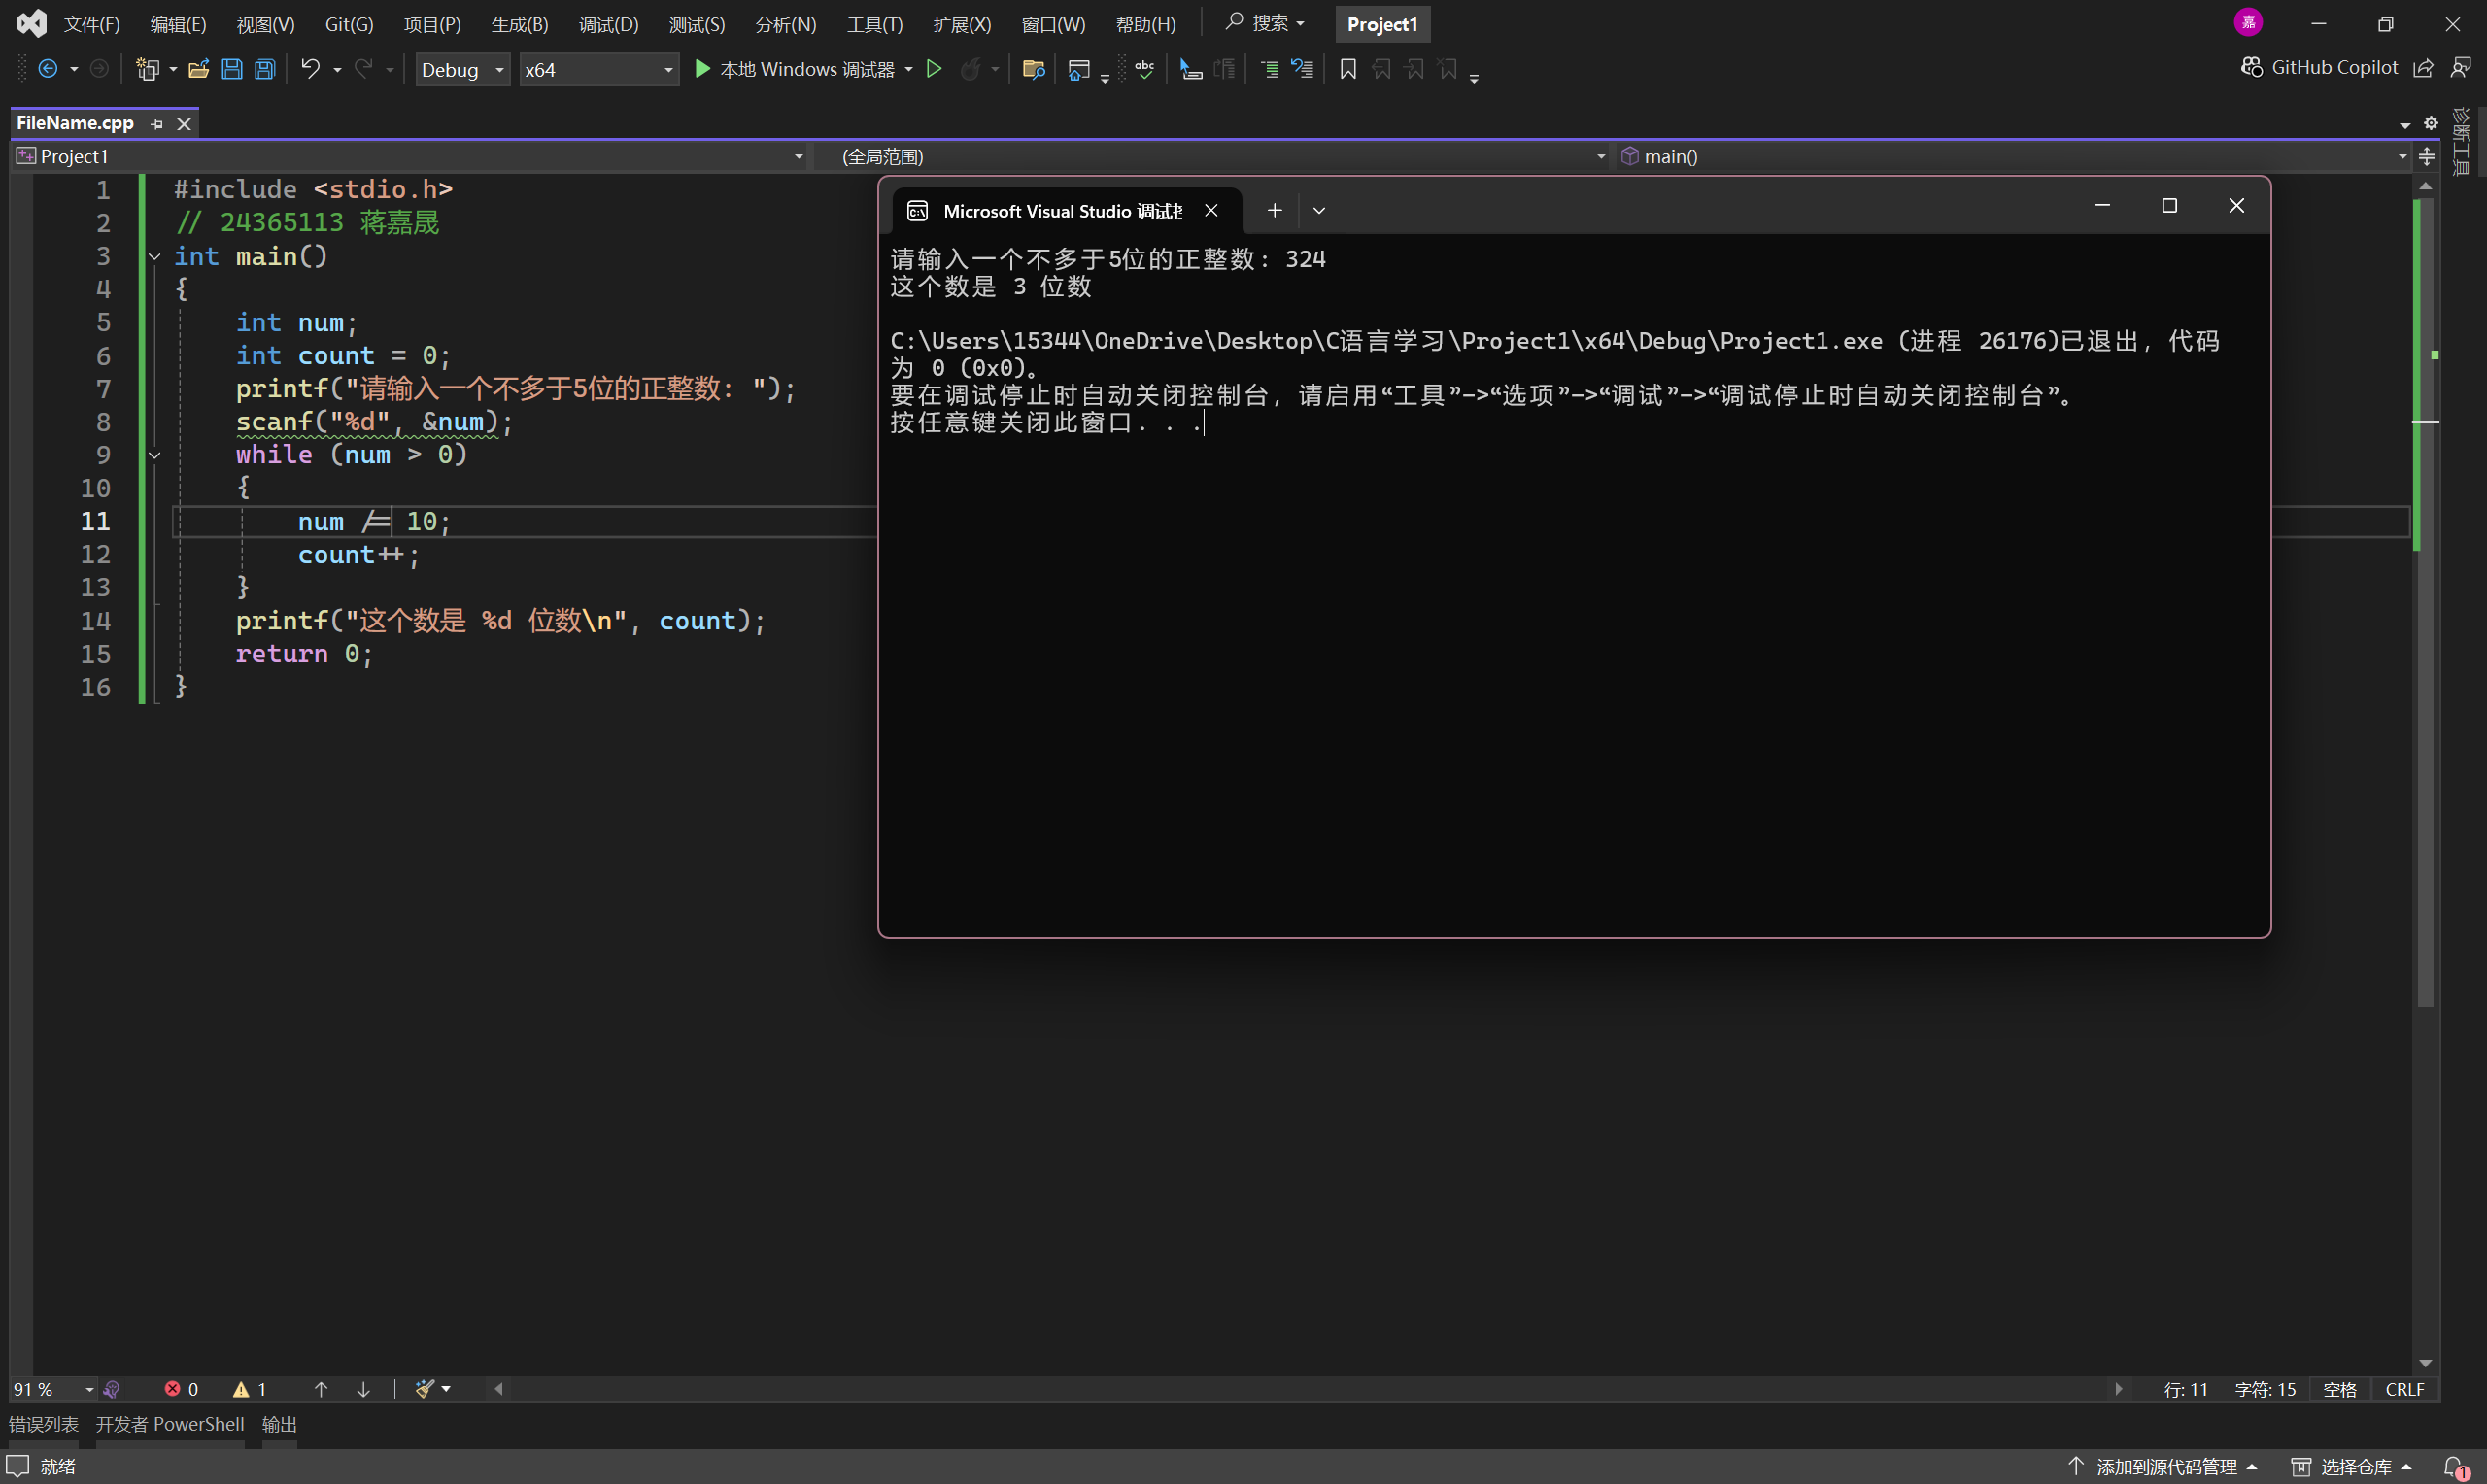 文件(F) 编辑(E) 视图(V) Git(G) 项目(P) 生成(B) 调试(D) 测试(S) 分析(N) 工具(T) 扩展(X) 窗口(W) 帮助(H) 搜索 Project1 嘉
Debug x64 本地 Windows 调试器 abc GitHub Copilot
FileName.cpp
诊断工具
Project1 (全局范围) main()
1 #include <stdio.h>
2 // 24365113 蒋嘉晟
3 int main()
4 {
5 int num;
6 int count = 0;
7 printf("请输入一个不多于5位的正整数: ");
8 scanf("%d", &num);
9 while (num > 0)
10 {
11 num /= 10;
12 count++;
13 }
14 printf("这个数是 %d 位数\n", count);
15 return 0;
16 }
Microsoft Visual Studio 调试
请输入一个不多于5位的正整数: 324
这个数是 3 位数
C:\Users\15344\OneDrive\Desktop\C语言学习\Project1\x64\Debug\Project1.exe (进程 26176)已退出，代码
为 0 (0x0)。
要在调试停止时自动关闭控制台，请启用“工具”->“选项”->“调试”->“调试停止时自动关闭控制台”。
按任意键关闭此窗口. . .
91 % 0 1 行: 11 字符: 15 空格 CRLF
错误列表 开发者 PowerShell 输出
就绪 添加到源代码管理 选择仓库 1